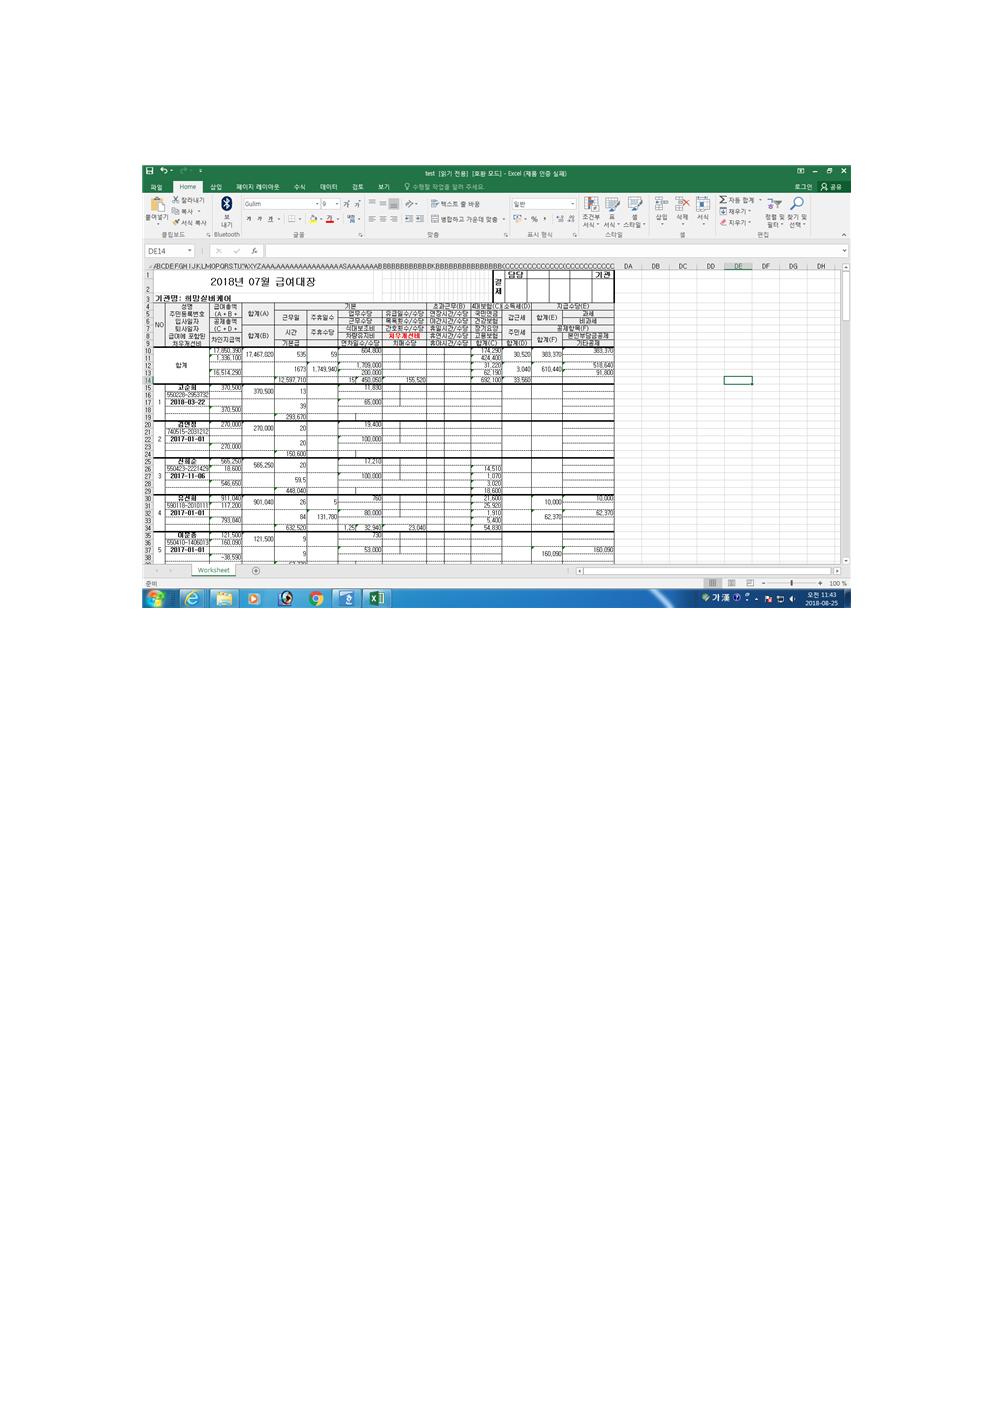 test [읽기 전용] [호환 모드] - Excel (제품 인증 실패)
파일 Home 삽입 페이지 레이아웃 수식 데이터 검토 보기 수행할 작업을 알려 주세요. 로그인 공유
붙여넣기 잘라내기 복사 서식 복사 클립보드
보내기 Bluetooth
Gulim 9 가 가 가 가 가 글꼴
텍스트 줄 바꿈 병합하고 가운데 맞춤 맞춤
일반 % 표시 형식
조건부 서식 표 서식 셀 스타일 스타일
삽입 삭제 서식 셀
자동 합계 채우기 지우기 정렬 및 필터 찾기 및 선택 편집
DE14 fx
DA DB DC DD DE DF DG DH
2018년 07월 급여대장
결제 담당 기관
기관명: 희망실버케어
NO 성명 급여총액 합계(A) 기본 초과근무(B) 4대보험(C) 소득세(D) 지급수당(E)
주민등록번호 (A + B + 근무일 주휴일수 업무수당 유급일수/수당 연장시간/수당 국민연금 갑근세 합계(E) 과세
입사일자 공제총액 근무수당 목욕횟수/수당 야간시간/수당 건강보험 비과세
퇴사일자 (C + D + 합계(B) 시간 주휴수당 식대보조비 간호횟수/수당 휴일시간/수당 장기요양 주민세 공제항목(F)
급여에 포함된 차인지급액 차량유지비 처우개선비 휴연시간/수당 고용보험 합계(F) 본인부담금공제
처우개선비 기본급 연차일수/수당 치매수당 휴야시간/수당 합계(C) 합계(D) 기타공제
합계 17,850,390 17,467,020 535 59 604,800 174,290 30,520 383,370 383,370
1,336,100 424,400
1673 1,749,940 1,709,000 31,220 3,040 610,440 518,640
16,514,290 200,000 62,190 91,800
12,597,710 15 450,050 155,520 692,100 33,560
1 370,500 370,500 13 11,830
550228-2953732
2018-03-22 39 65,000
370,500
293,670
2 270,000 270,000 20 19,400
740515-2031212
2017-01-01 20 100,000
270,000
150,600
3 565,250 565,250 20 17,210
550423-2221429 18,600 14,510
2017-11-06 59.5 100,000 1,070
546,650 3,020
448,040 18,600
4 911,040 901,040 26 5 760 21,600 10,000 10,000
590118-2010111 117,200 25,920
2017-01-01 84 131,780 80,000 1,910 62,370 62,370
793,840 5,400
632,520 1.25 32,940 23,040 54,830
5 121,500 121,500 9 730
550410-1406013 160,090
2017-01-01 9 53,000 160,090 160,090
-38,590
Worksheet
준비 100 %
가 漢 오전 11:43
2018-08-25